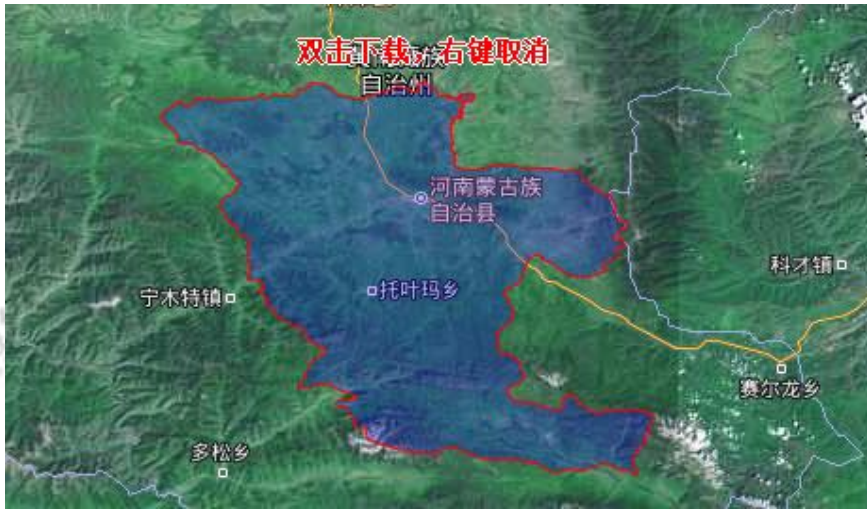 双击下载，右键取消
自治州
河南蒙古族
自治县
科才镇
宁木特镇
托叶玛乡
赛尔龙乡
多松乡